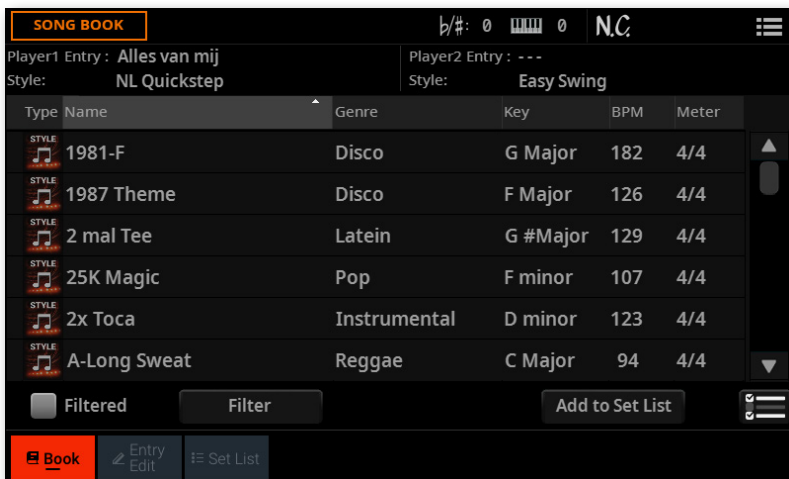 SONG BOOK ♭/#: 0 0 N.C.
Player1 Entry : Alles van mij Player2 Entry : ---
Style: NL Quickstep Style: Easy Swing
Type Name Genre Key BPM Meter
STYLE 1981-F Disco G Major 182 4/4
STYLE 1987 Theme Disco F Major 126 4/4
STYLE 2 mal Tee Latein G #Major 129 4/4
STYLE 25K Magic Pop F minor 107 4/4
STYLE 2x Toca Instrumental D minor 123 4/4
STYLE A-Long Sweat Reggae C Major 94 4/4
Filtered Filter Add to Set List
Book Entry Edit Set List